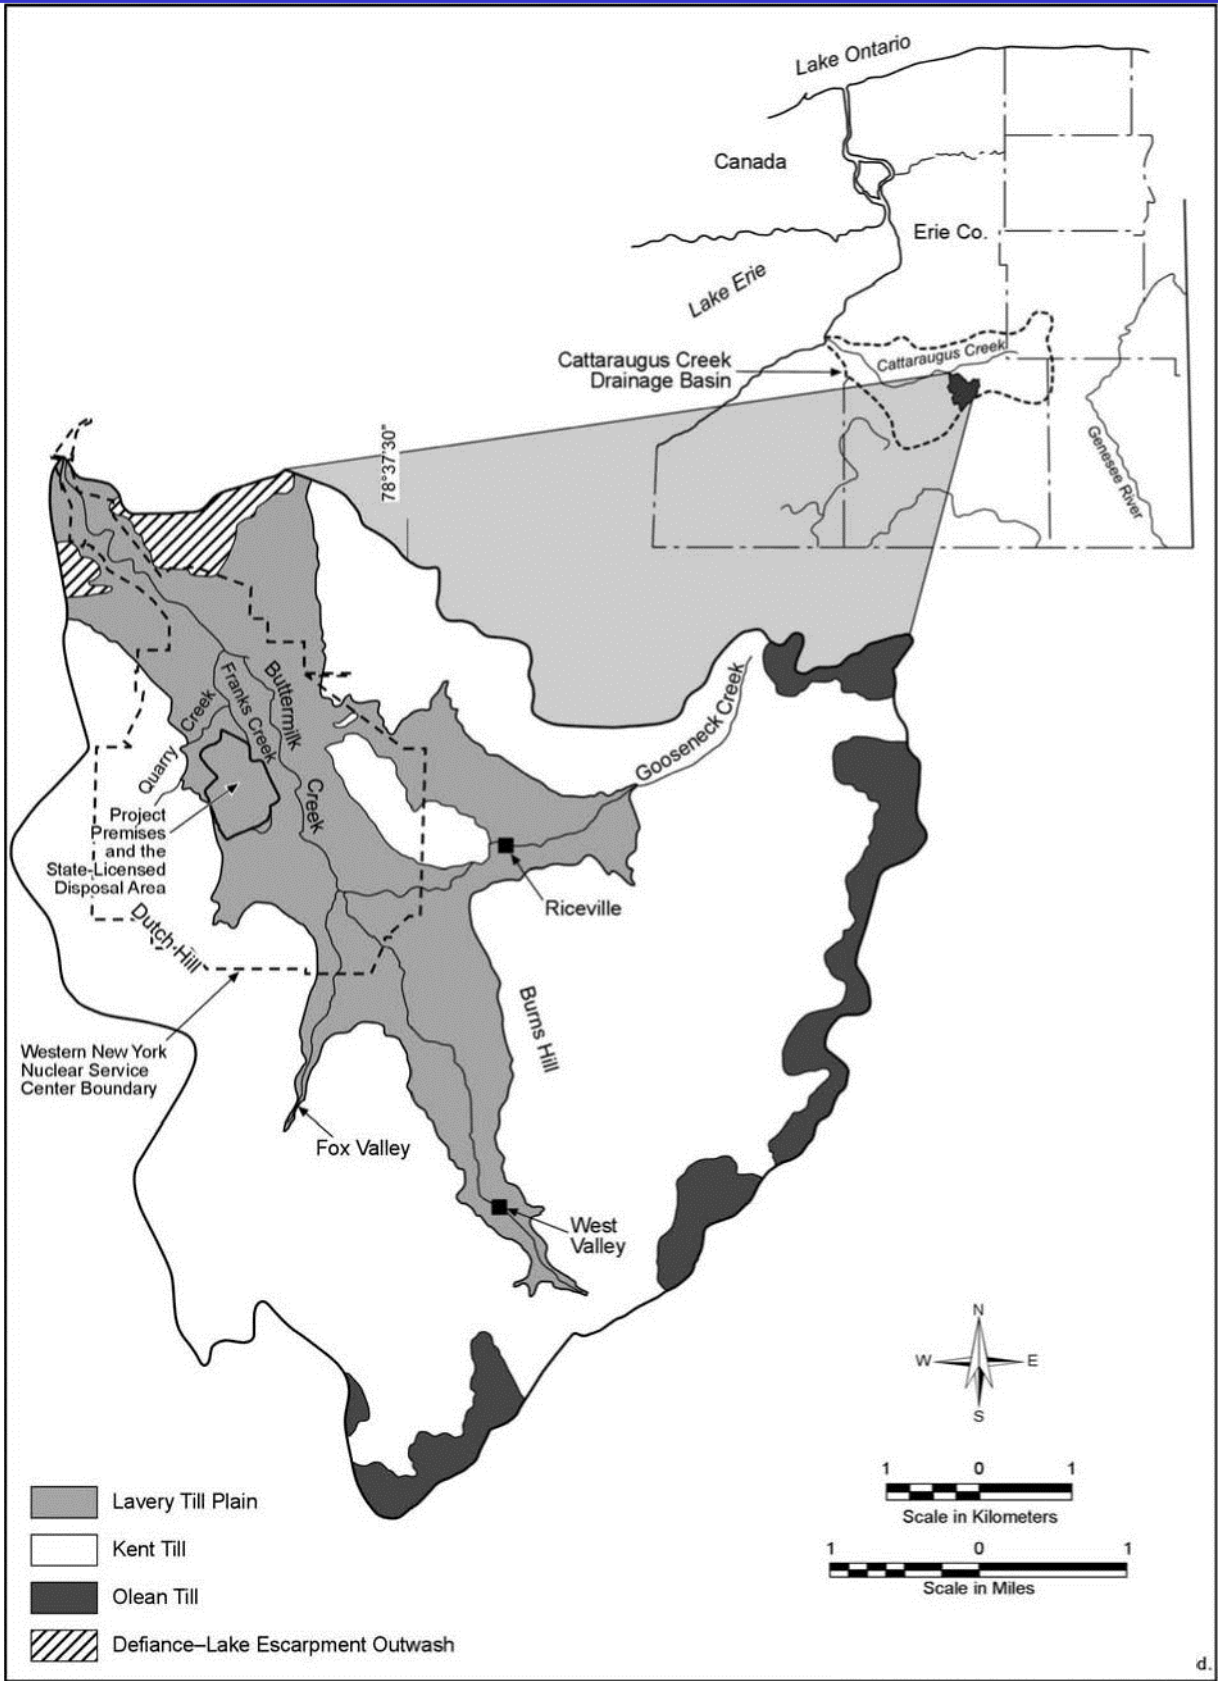 Lake Ontario
Canada
Erie Co.
Lake Erie
Cattaraugus Creek
Cattaraugus Creek
Drainage Basin
Genesee River
78°37'30"
Gooseneck Creek
Buttermilk
Creek
Franks Creek
Quarry Creek
Project
Premises
and the
State-Licensed
Disposal Area
Riceville
Dutch Hill
Burns Hill
Western New York
Nuclear Service
Center Boundary
Fox Valley
West
Valley
N
W E
S
Lavery Till Plain
Kent Till
Olean Till
Defiance–Lake Escarpment Outwash
1 0 1
Scale in Kilometers
1 0 1
Scale in Miles
d.